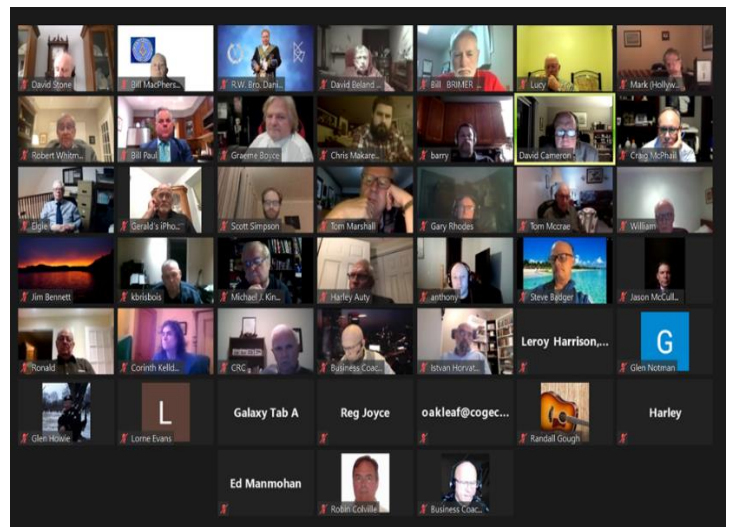 David Stone
Bill MacPhers...
R.W. Bro. Dani...
David Beland ...
Bill BRIMER ...
Lucy
Mark (Hollyw...
Robert Whitm...
Bill Paul
Graeme Boyce
Chris Makare...
barry
David Cameron
Craig McPhail
Elgie
Gerald's iPho...
Scott Simpson
Tom Marshall
Gary Rhodes
Tom Mccrae
William
Jim Bennett
kbrisbois
Michael J. Kin...
Harley Auty
anthony
Steve Badger
Jason McCull...
Ronald
Corinth Kelld...
CRC
Business Coac...
Istvan Horvat...
Leroy Harrison,...
G
Glen Notman
Glen Howie
L
Lorne Evans
Galaxy Tab A
Reg Joyce
oakleaf@cogec...
Randall Gough
Harley
Ed Manmohan
Robin Colville
Business Coac...